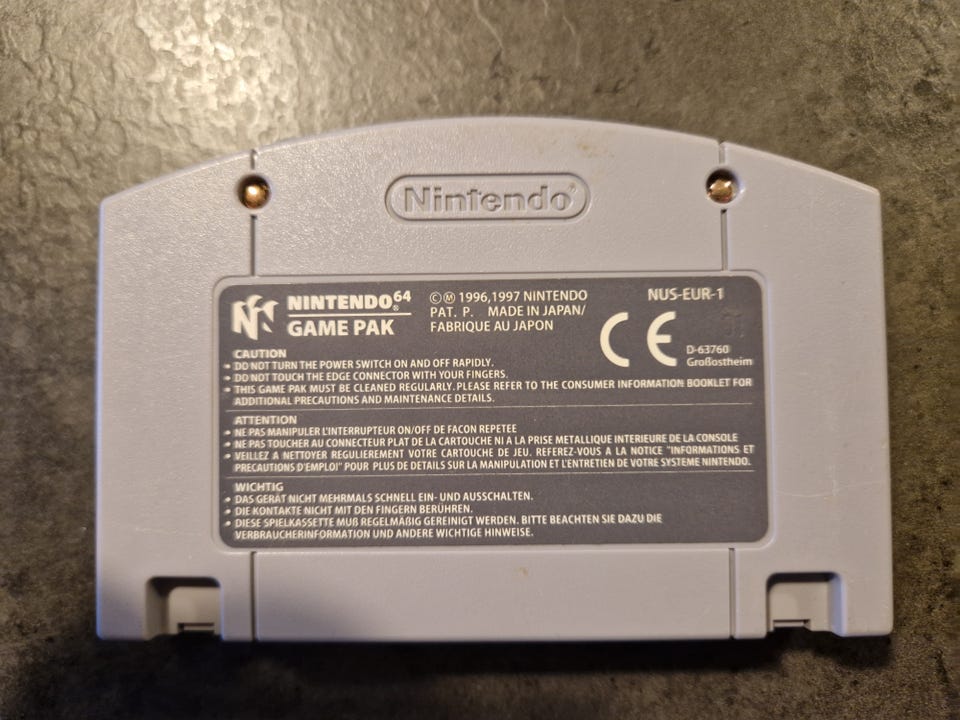 Nintendo®
NINTENDO⁶⁴®
GAME PAK
©Ⓜ 1996,1997 NINTENDO
PAT. P. MADE IN JAPAN/
FABRIQUE AU JAPON
NUS-EUR-1
CE
D-63760
Großostheim
CAUTION
• DO NOT TURN THE POWER SWITCH ON AND OFF RAPIDLY.
• DO NOT TOUCH THE EDGE CONNECTOR WITH YOUR FINGERS.
• THIS GAME PAK MUST BE CLEANED REGULARLY. PLEASE REFER TO THE CONSUMER INFORMATION BOOKLET FOR
ADDITIONAL PRECAUTIONS AND MAINTENANCE DETAILS.
ATTENTION
• NE PAS MANIPULER L'INTERRUPTEUR ON/OFF DE FACON REPETEE
• NE PAS TOUCHER AU CONNECTEUR PLAT DE LA CARTOUCHE NI A LA PRISE METALLIQUE INTERIEURE DE LA CONSOLE
• VEILLEZ A NETTOYER REGULIEREMENT VOTRE CARTOUCHE DE JEU. REFEREZ-VOUS A LA NOTICE "INFORMATIONS ET
PRECAUTIONS D'EMPLOI" POUR PLUS DE DETAILS SUR LA MANIPULATION ET L'ENTRETIEN DE VOTRE SYSTEME NINTENDO.
WICHTIG
• DAS GERÄT NICHT MEHRMALS SCHNELL EIN- UND AUSSCHALTEN.
• DIE KONTAKTE NICHT MIT DEN FINGERN BERÜHREN.
• DIESE SPIELKASSETTE MUß REGELMÄßIG GEREINIGT WERDEN. BITTE BEACHTEN SIE DAZU DIE
VERBRAUCHERINFORMATION UND ANDERE WICHTIGE HINWEISE.